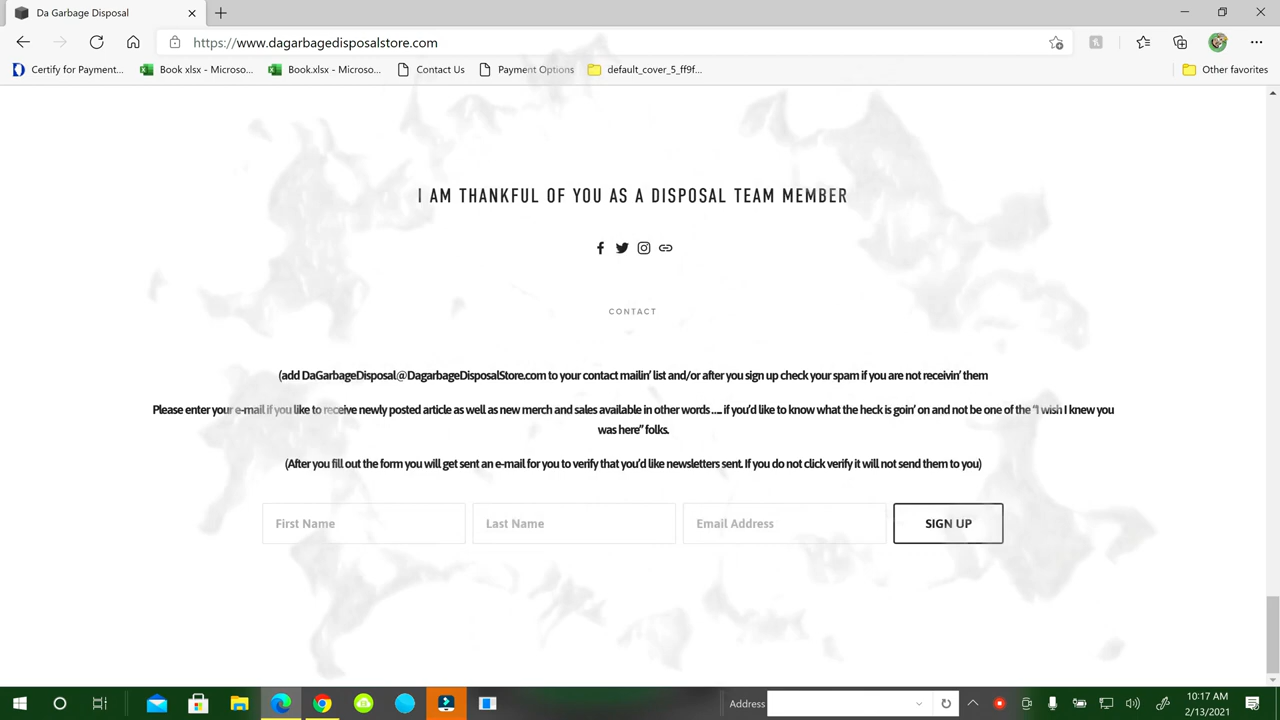 Da Garbage Disposal
https://www.dagarbagedisposalstore.com
Certify for Payment... Book xlsx - Microso... Book.xlsx - Microso... Contact Us Payment Options default_cover_5_ff9f... Other favorites
I AM THANKFUL OF YOU AS A DISPOSAL TEAM MEMBER
CONTACT
(add DaGarbageDisposal@DagarbageDisposalStore.com to your contact mailin' list and/or after you sign up check your spam if you are not receivin' them
Please enter your e-mail if you like to receive newly posted article as well as new merch and sales available in other words .... if you'd like to know what the heck is goin' on and not be one of the "I wish I knew you
was here" folks.
(After you fill out the form you will get sent an e-mail for you to verify that you'd like newsletters sent. If you do not click verify it will not send them to you)
First Name Last Name Email Address SIGN UP
Address
10:17 AM
2/13/2021